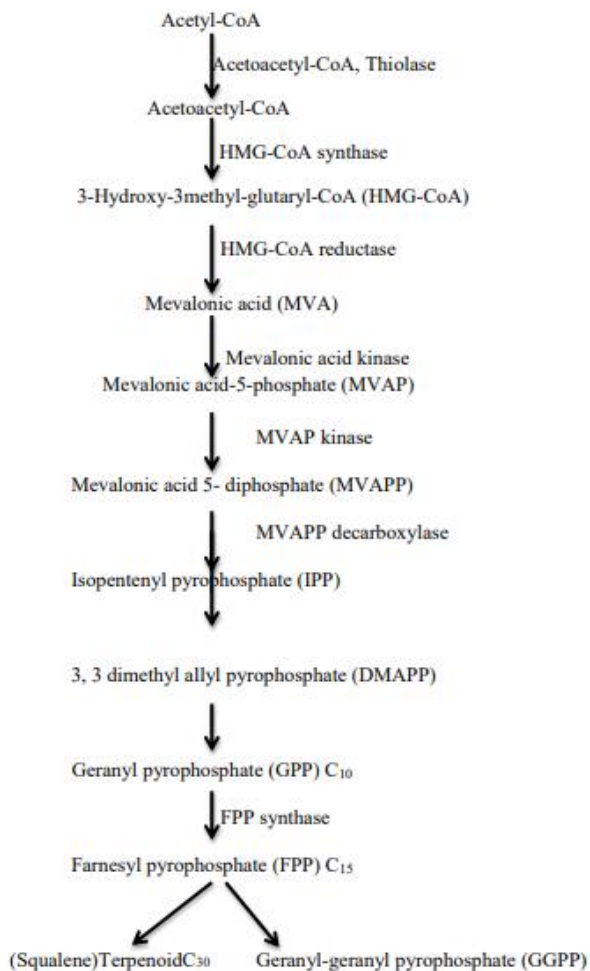 Acetyl-CoA
Acetoacetyl-CoA, Thiolase
Acetoacetyl-CoA
HMG-CoA synthase
3-Hydroxy-3methyl-glutaryl-CoA (HMG-CoA)
HMG-CoA reductase
Mevalonic acid (MVA)
Mevalonic acid kinase
Mevalonic acid-5-phosphate (MVAP)
MVAP kinase
Mevalonic acid 5- diphosphate (MVAPP)
MVAPP decarboxylase
Isopentenyl pyrophosphate (IPP)
3, 3 dimethyl allyl pyrophosphate (DMAPP)
Geranyl pyrophosphate (GPP) C₁₀
FPP synthase
Farnesyl pyrophosphate (FPP) C₁₅
(Squalene)TerpenoidC₃₀ Geranyl-geranyl pyrophosphate (GGPP)